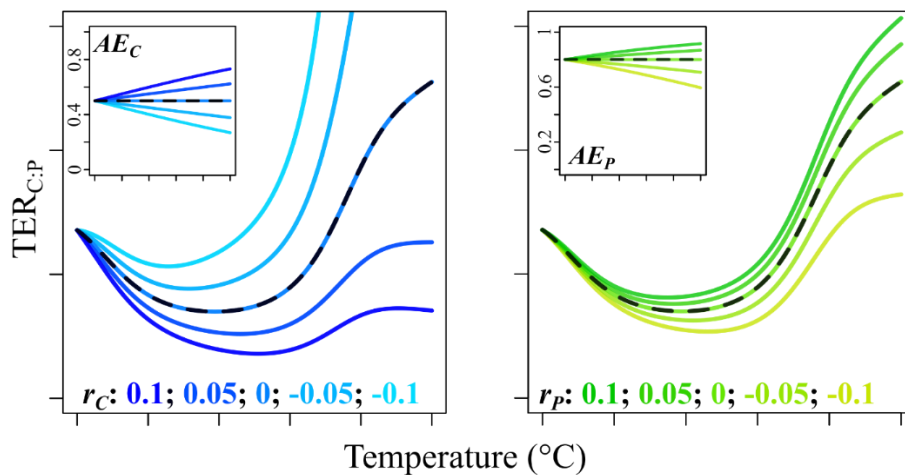 AE_C
0 0.4 0.8
TER_C:P
r_C: 0.1; 0.05; 0; -0.05; -0.1
AE_P
0.2 0.6 1
r_P: 0.1; 0.05; 0; -0.05; -0.1
Temperature (°C)